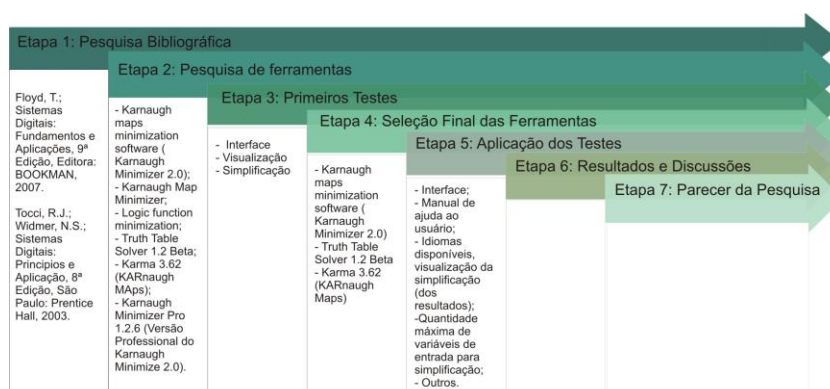 Etapa 1: Pesquisa Bibliográfica
Floyd, T.;
Sistemas
Digitais:
Fundamentos e
Aplicações, 9ª
Edição, Editora:
BOOKMAN,
2007.
Tocci, R.J.;
Widmer, N.S.;
Sistemas
Digitais:
Principios e
Aplicação, 8ª
Edição, São
Paulo: Prentice
Hall, 2003.
Etapa 2: Pesquisa de ferramentas
- Karnaugh
maps
minimization
software (
Karnaugh
Minimizer 2.0);
- Karnaugh Map
Minimizer;
- Logic function
minimization;
- Truth Table
Solver 1.2 Beta;
- Karma 3.62
(KARnaugh
MAps);
- Karnaugh
Minimizer Pro
1.2.6 (Versão
Professional do
Karnaugh
Minimize 2.0).
Etapa 3: Primeiros Testes
- Interface
- Visualização
- Simplificação
Etapa 4: Seleção Final das Ferramentas
- Karnaugh
maps
minimization
software (
Karnaugh
Minimizer 2.0)
- Truth Table
Solver 1.2 Beta
- Karma 3.62
(KARnaugh
Maps)
Etapa 5: Aplicação dos Testes
- Interface;
- Manual de
ajuda ao
usuário;
- Idiomas
disponíveis,
visualização da
simplificação
(dos
resultados);
-Quantidade
máxima de
variáveis de
entrada para
simplificação;
- Outros.
Etapa 6: Resultados e Discussões
Etapa 7: Parecer da Pesquisa